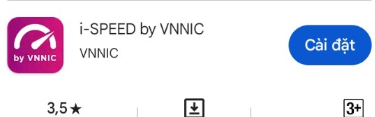 i-SPEED by VNNIC
VNNIC
by VNNIC
Cài đặt
3,5★
3+